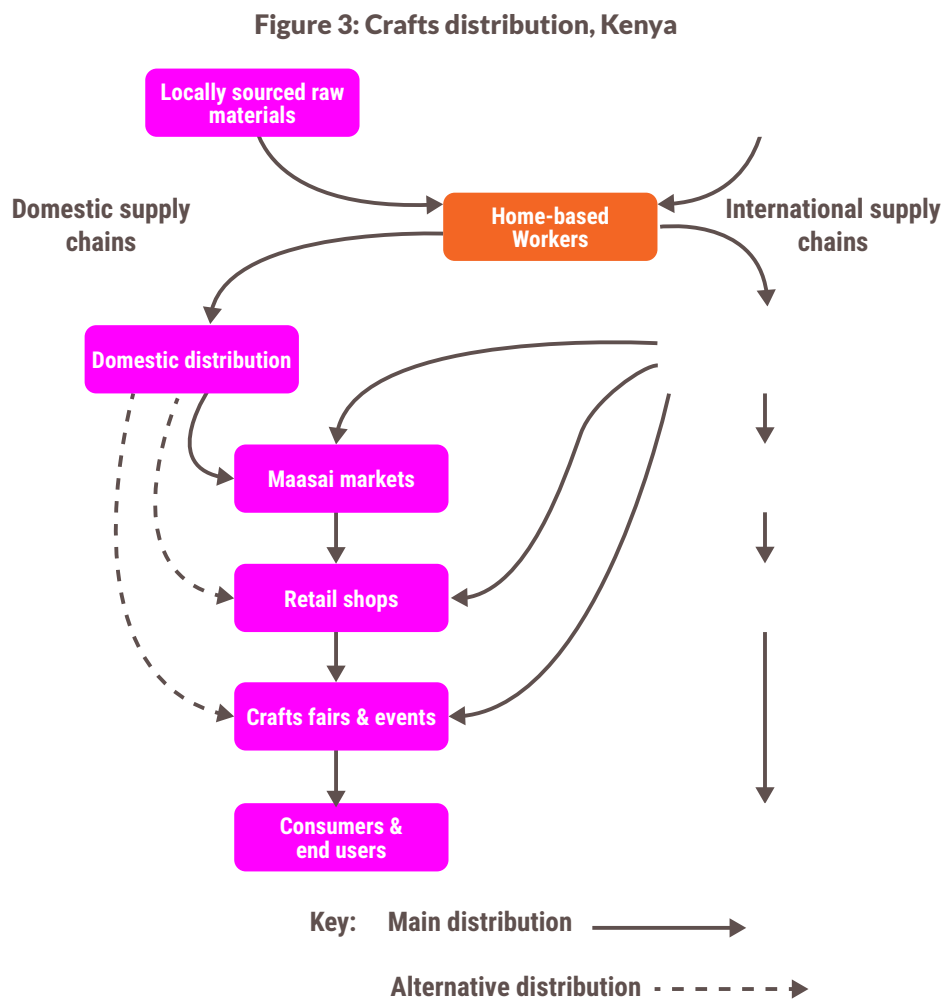 Figure 3: Crafts distribution, Kenya
Locally sourced raw
materials
Domestic supply
chains
Home-based
Workers
International supply
chains
Domestic distribution
Maasai markets
Retail shops
Crafts fairs & events
Consumers &
end users
Key: Main distribution
Alternative distribution